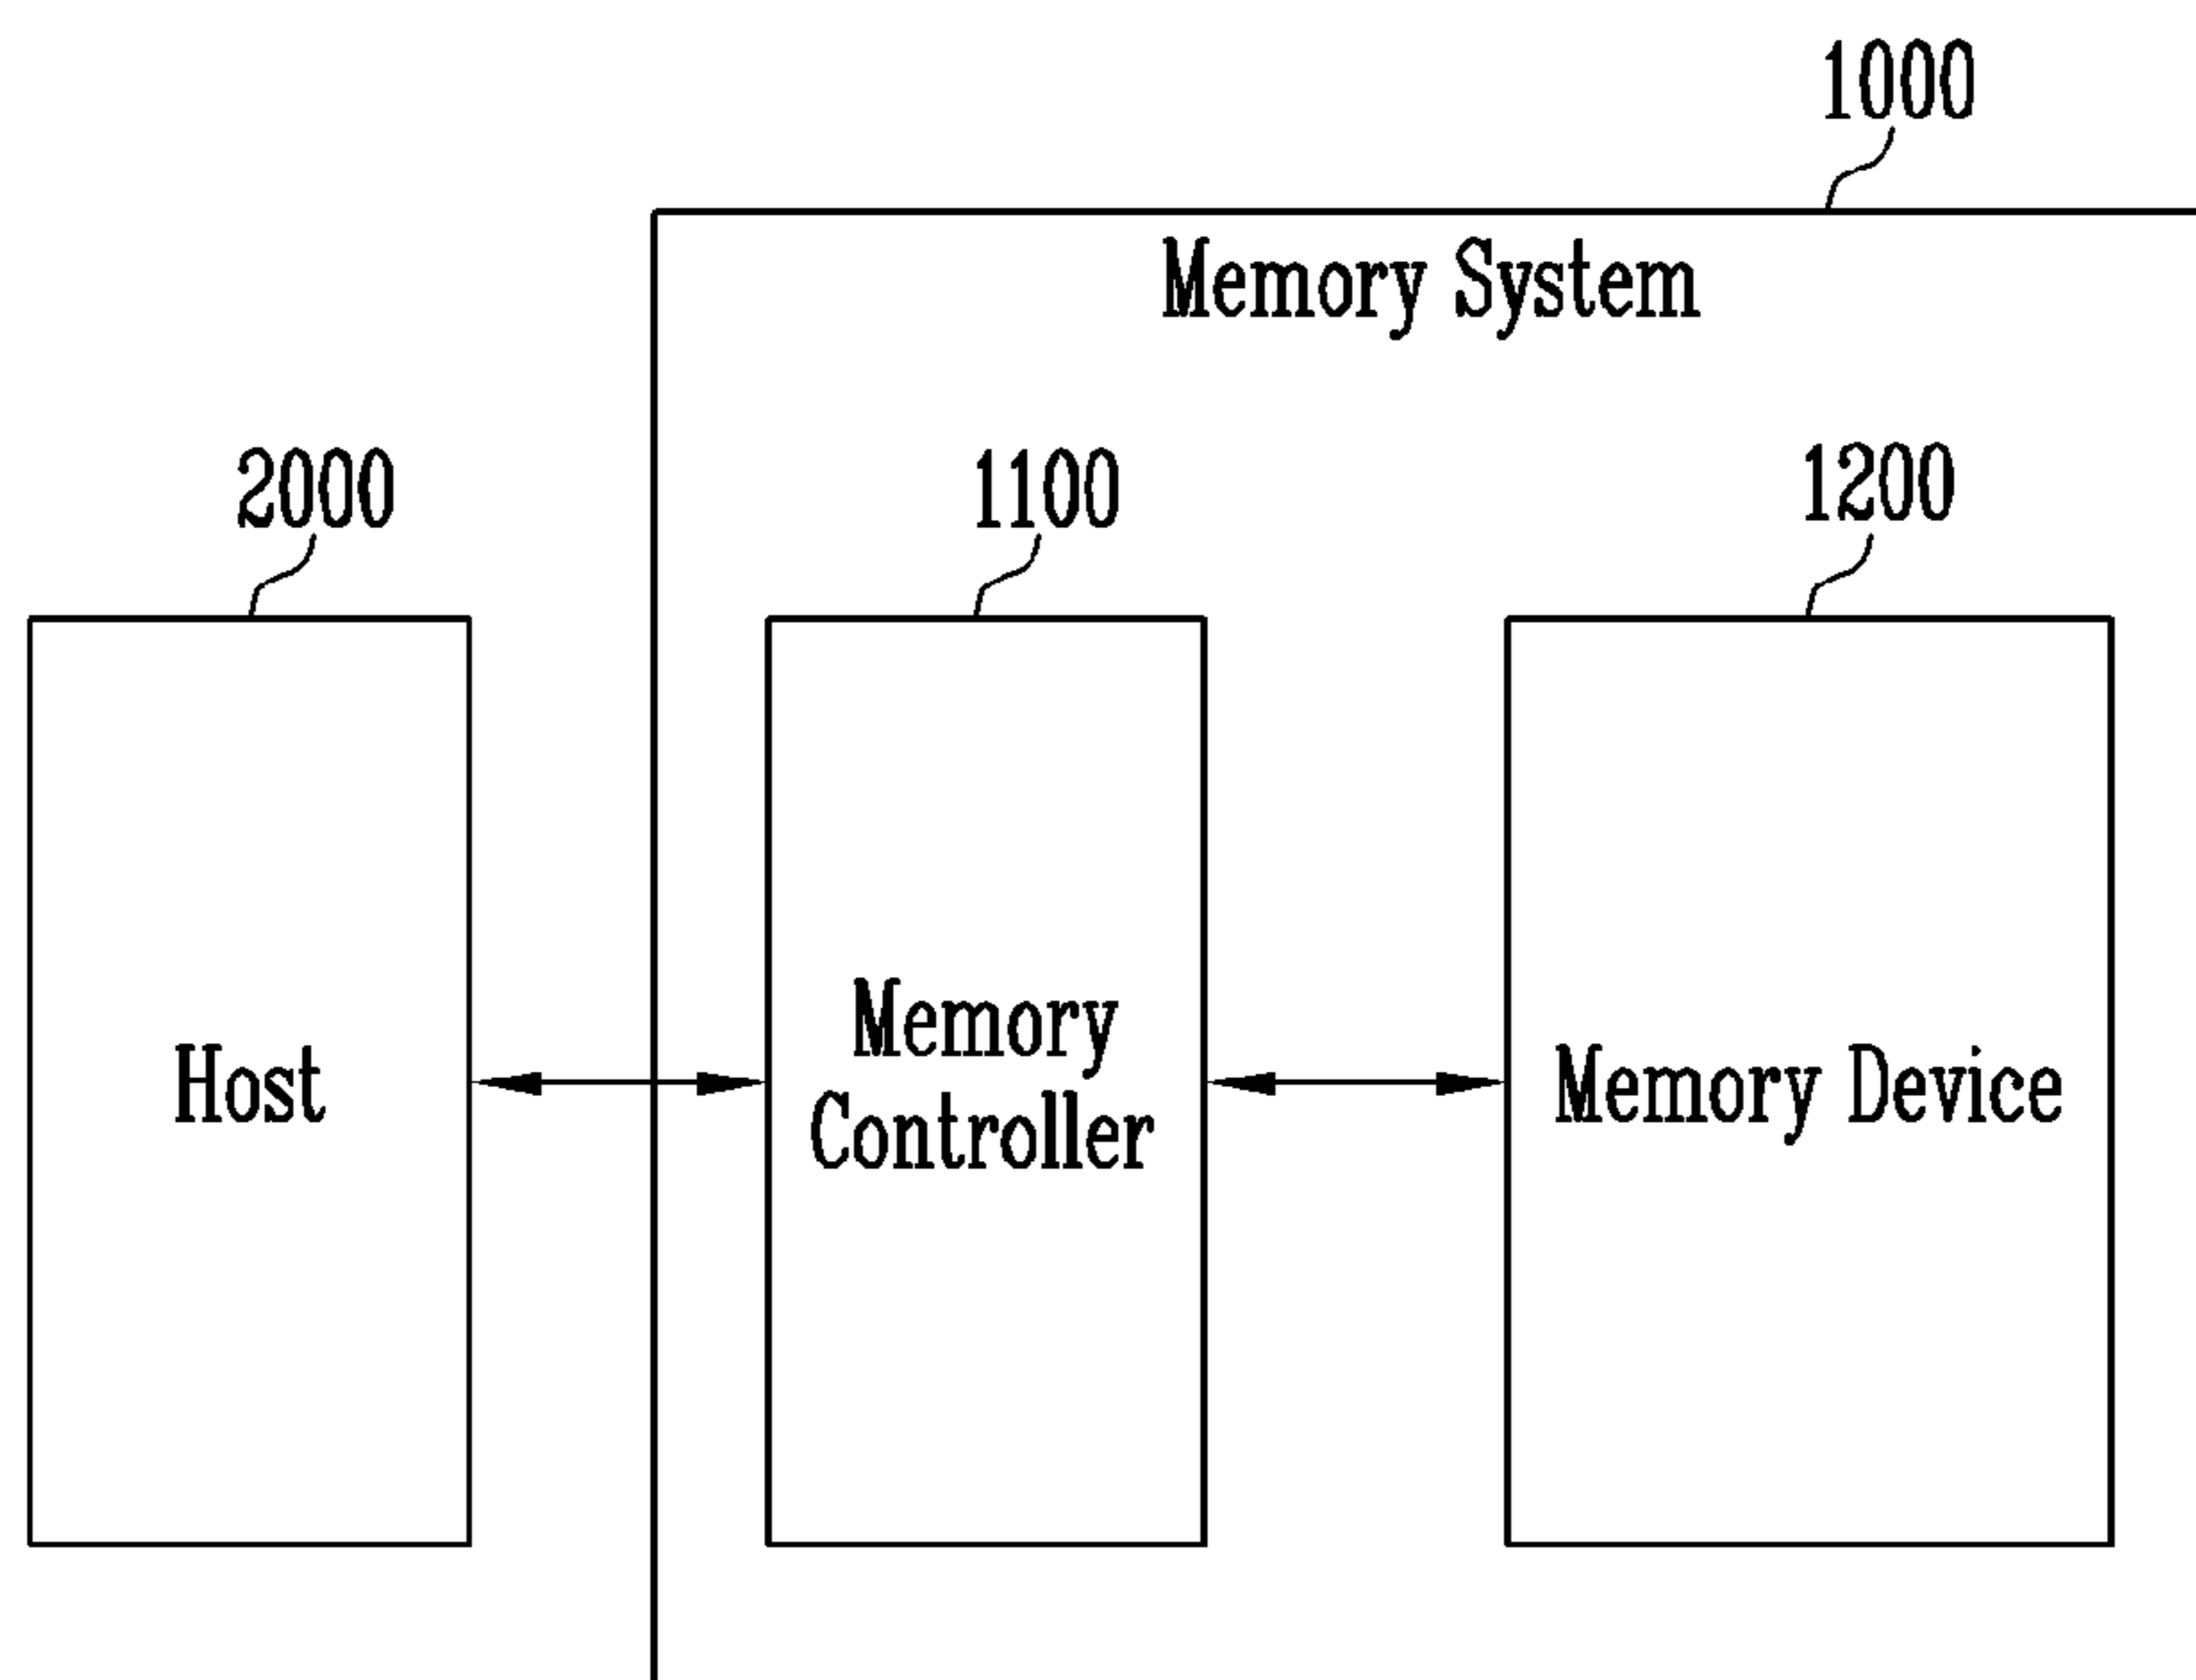 1000
Memory System
2000
1100
1200
Host
Memory
Controller
Memory Device